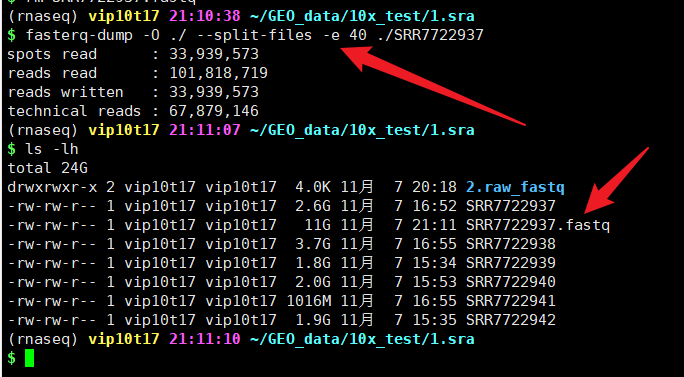 (rnaseq) vip10t17 21:10:38 ~/GEO_data/10x_test/1.sra
$ fasterq-dump -O ./ --split-files -e 40 ./SRR7722937
spots read      : 33,939,573
reads read      : 101,818,719
reads written   : 33,939,573
technical reads : 67,879,146
(rnaseq) vip10t17 21:11:07 ~/GEO_data/10x_test/1.sra
$ ls -lh
total 24G
drwxrwxr-x 2 vip10t17 vip10t17  4.0K 11月  7 20:18 2.raw_fastq
-rw-rw-r-- 1 vip10t17 vip10t17  2.6G 11月  7 16:52 SRR7722937
-rw-rw-r-- 1 vip10t17 vip10t17   11G 11月  7 21:11 SRR7722937.fastq
-rw-rw-r-- 1 vip10t17 vip10t17  3.7G 11月  7 16:55 SRR7722938
-rw-rw-r-- 1 vip10t17 vip10t17  1.8G 11月  7 15:34 SRR7722939
-rw-rw-r-- 1 vip10t17 vip10t17  2.0G 11月  7 15:53 SRR7722940
-rw-rw-r-- 1 vip10t17 vip10t17 1016M 11月  7 16:55 SRR7722941
-rw-rw-r-- 1 vip10t17 vip10t17  1.9G 11月  7 15:35 SRR7722942
(rnaseq) vip10t17 21:11:10 ~/GEO_data/10x_test/1.sra
$